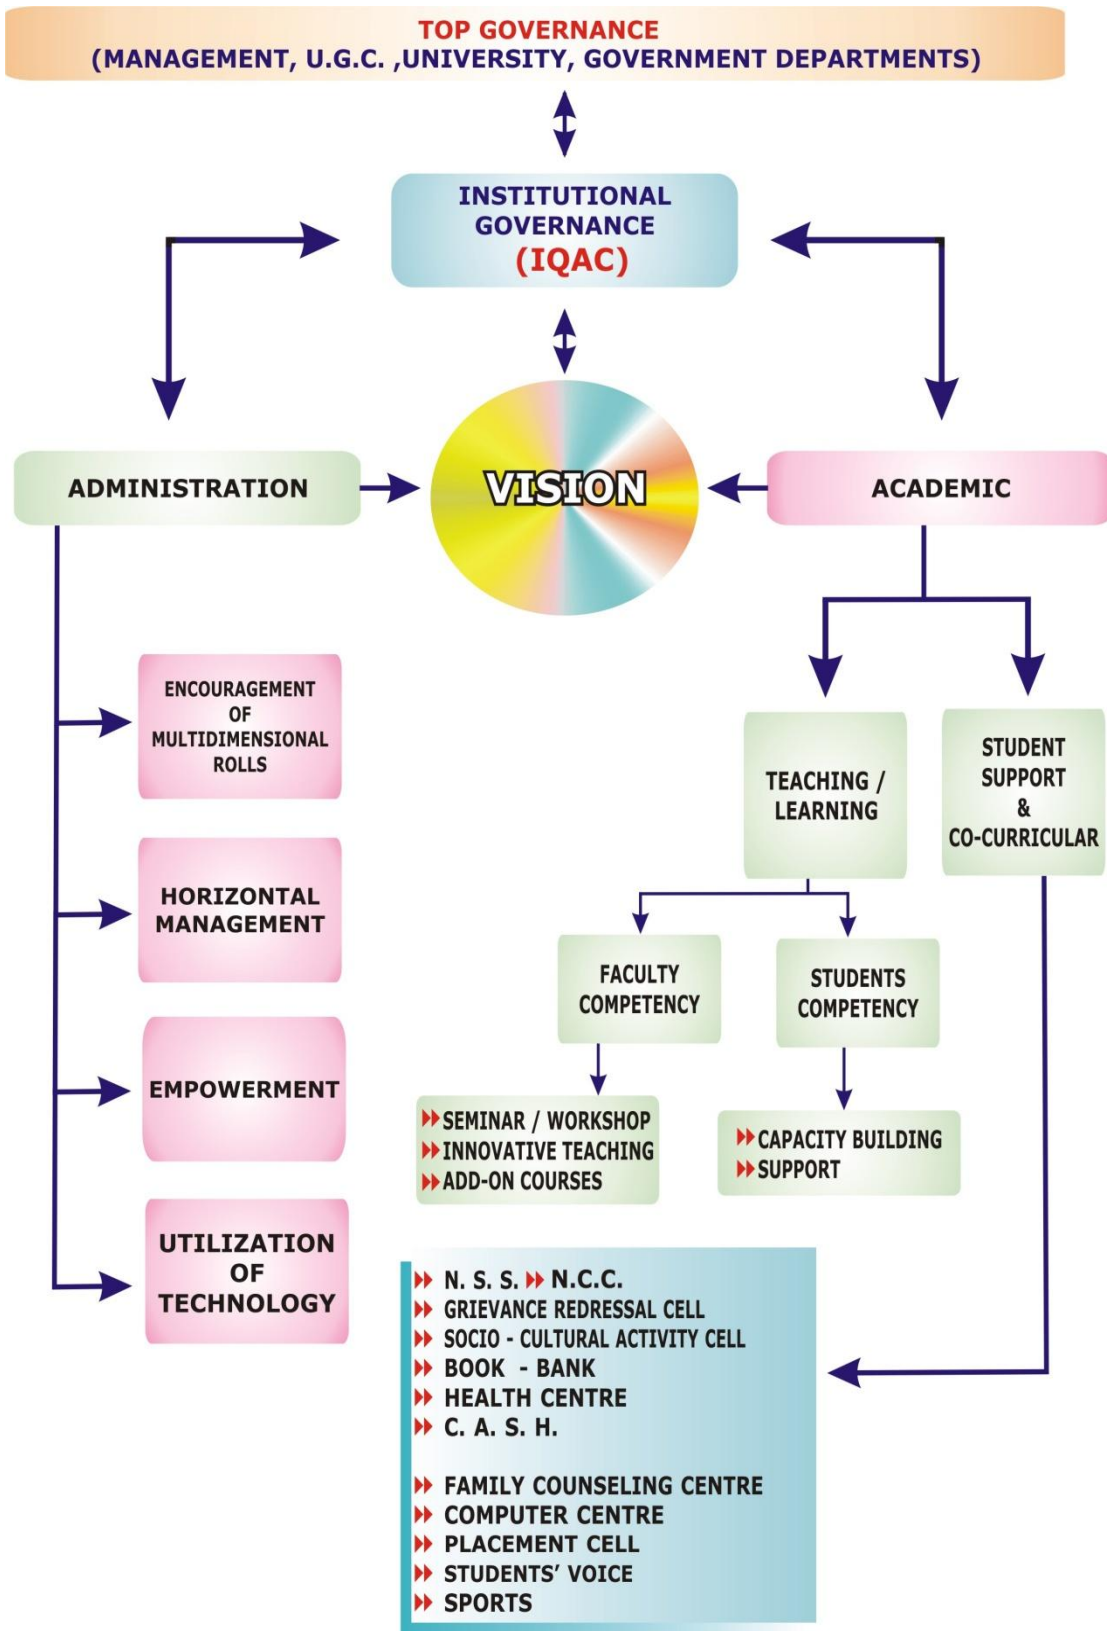 TOP GOVERNANCE
(MANAGEMENT, U.G.C. ,UNIVERSITY, GOVERNMENT DEPARTMENTS)
INSTITUTIONAL
GOVERNANCE
(IQAC)
ADMINISTRATION
VISION
ACADEMIC
ENCOURAGEMENT
OF
MULTIDIMENSIONAL
ROLLS
HORIZONTAL
MANAGEMENT
EMPOWERMENT
UTILIZATION
OF
TECHNOLOGY
TEACHING /
LEARNING
STUDENT
SUPPORT
&
CO-CURRICULAR
FACULTY
COMPETENCY
STUDENTS
COMPETENCY
SEMINAR / WORKSHOP
INNOVATIVE TEACHING
ADD-ON COURSES
CAPACITY BUILDING
SUPPORT
N. S. S. N.C.C.
GRIEVANCE REDRESSAL CELL
SOCIO - CULTURAL ACTIVITY CELL
BOOK - BANK
HEALTH CENTRE
C. A. S. H.
FAMILY COUNSELING CENTRE
COMPUTER CENTRE
PLACEMENT CELL
STUDENTS’ VOICE
SPORTS